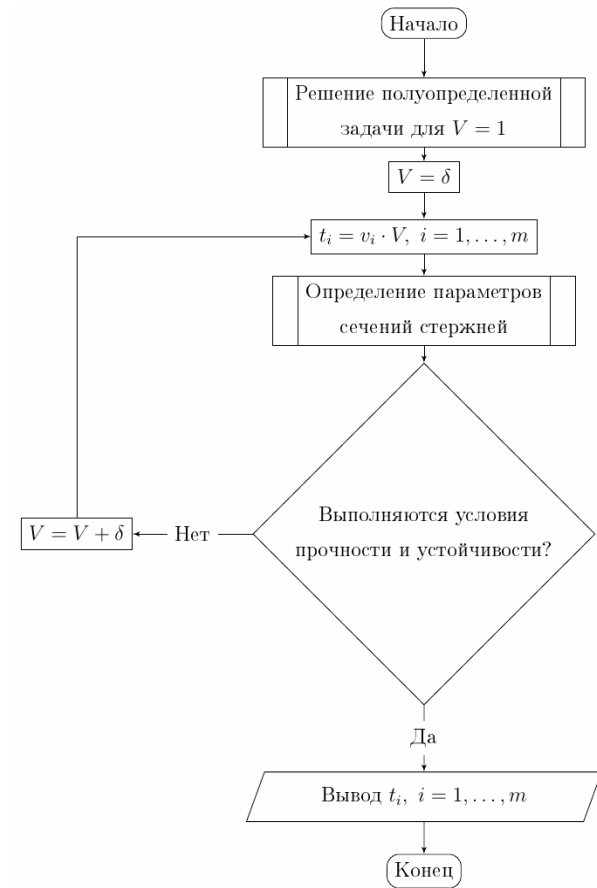 Начало
Решение полуопределенной
задачи для V = 1
V = δ
t_i = v_i · V, i = 1, . . . , m
Определение параметров
сечений стержней
Выполняются условия
прочности и устойчивости?
Нет
V = V + δ
Да
Вывод t_i, i = 1, . . . , m
Конец